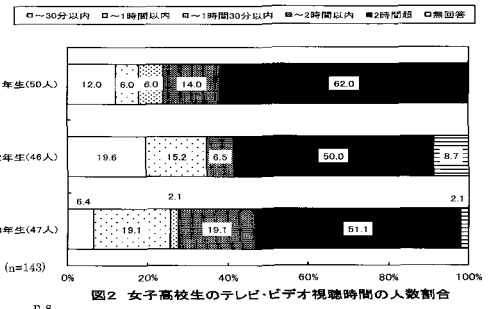 ~30分以内 ~1時間以内 ~1時間30分以内 ~2時間以内 2時間超 無回答
年生(50人) 12.0 6.0 6.0 14.0 62.0
年生(46人) 19.6 15.2 6.5 50.0 8.7
6.4 2.1 2.1
年生(47人) 19.1 19.1 51.1
(n=143) 0% 20% 40% 60% 80% 100%
図2 女子高校生のテレビ・ビデオ視聴時間の人数割合
n.s